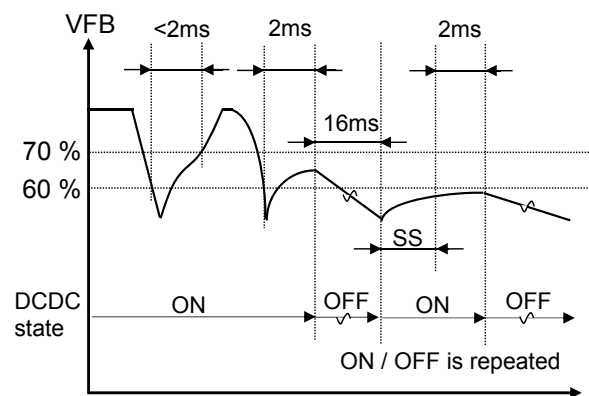 VFB
<2ms
2ms
2ms
16ms
70 %
60 %
SS
DCDC
state
ON
OFF
ON
OFF
ON / OFF is repeated